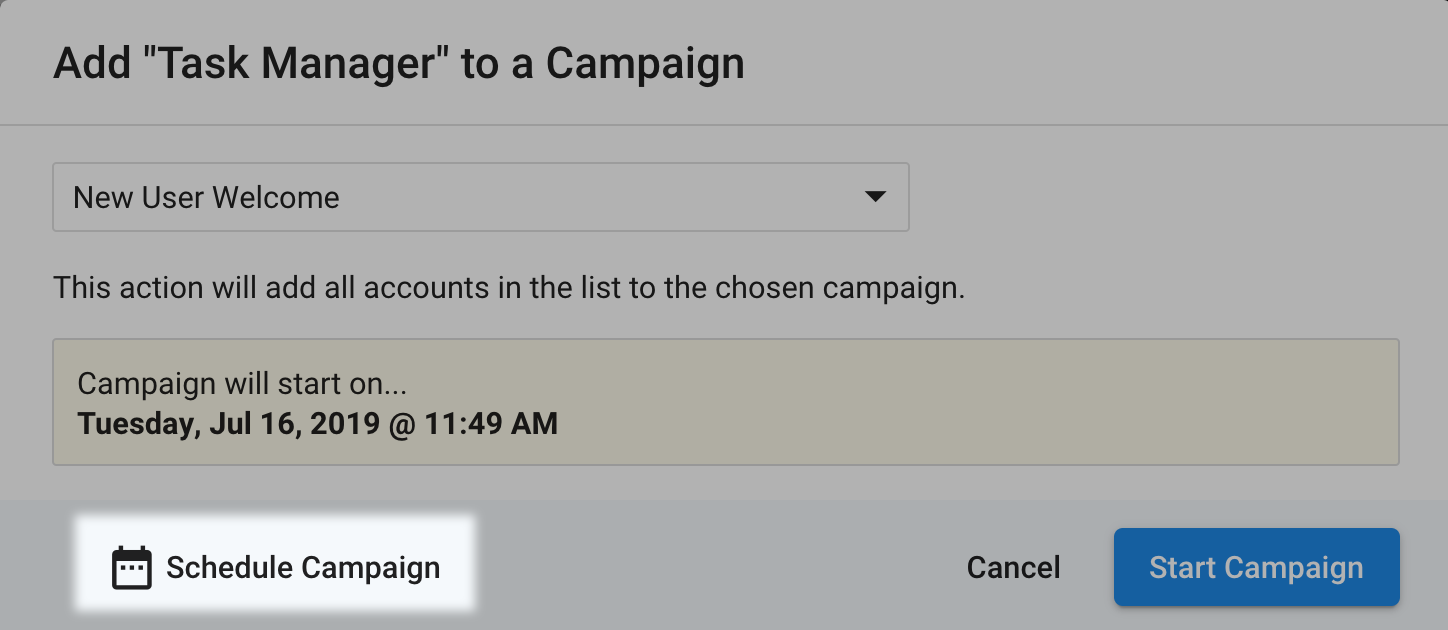 Add "Task Manager" to a Campaign
New User Welcome
This action will add all accounts in the list to the chosen campaign.
Campaign will start on...
Tuesday, Jul 16, 2019 @ 11:49 AM
Schedule Campaign
Cancel
Start Campaign